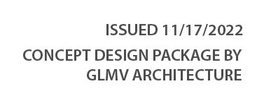 ISSUED 11/17/2022
CONCEPT DESIGN PACKAGE BY
GLMV ARCHITECTURE